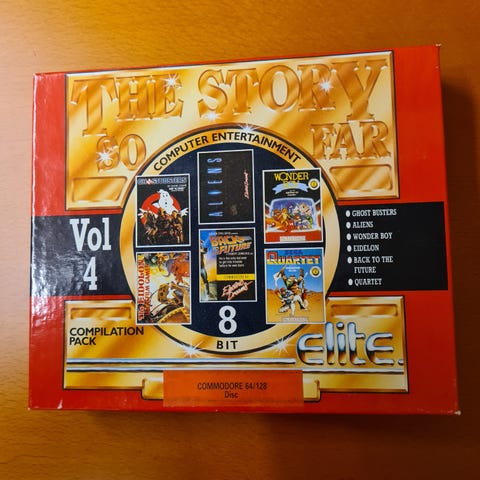 THE STORY
SO FAR
COMPUTER ENTERTAINMENT
GHOSTBUSTERS
ALIENS
WONDER
BOY
Vol
4
GHOST BUSTERS
ALIENS
WONDER BOY
EIDELON
BACK TO THE
FUTURE
QUARTET
BACK
TO THE
FUTURE
QUARTET
8
BIT
COMPILATION
PACK
elite.
COMMODORE 64/128
Disc